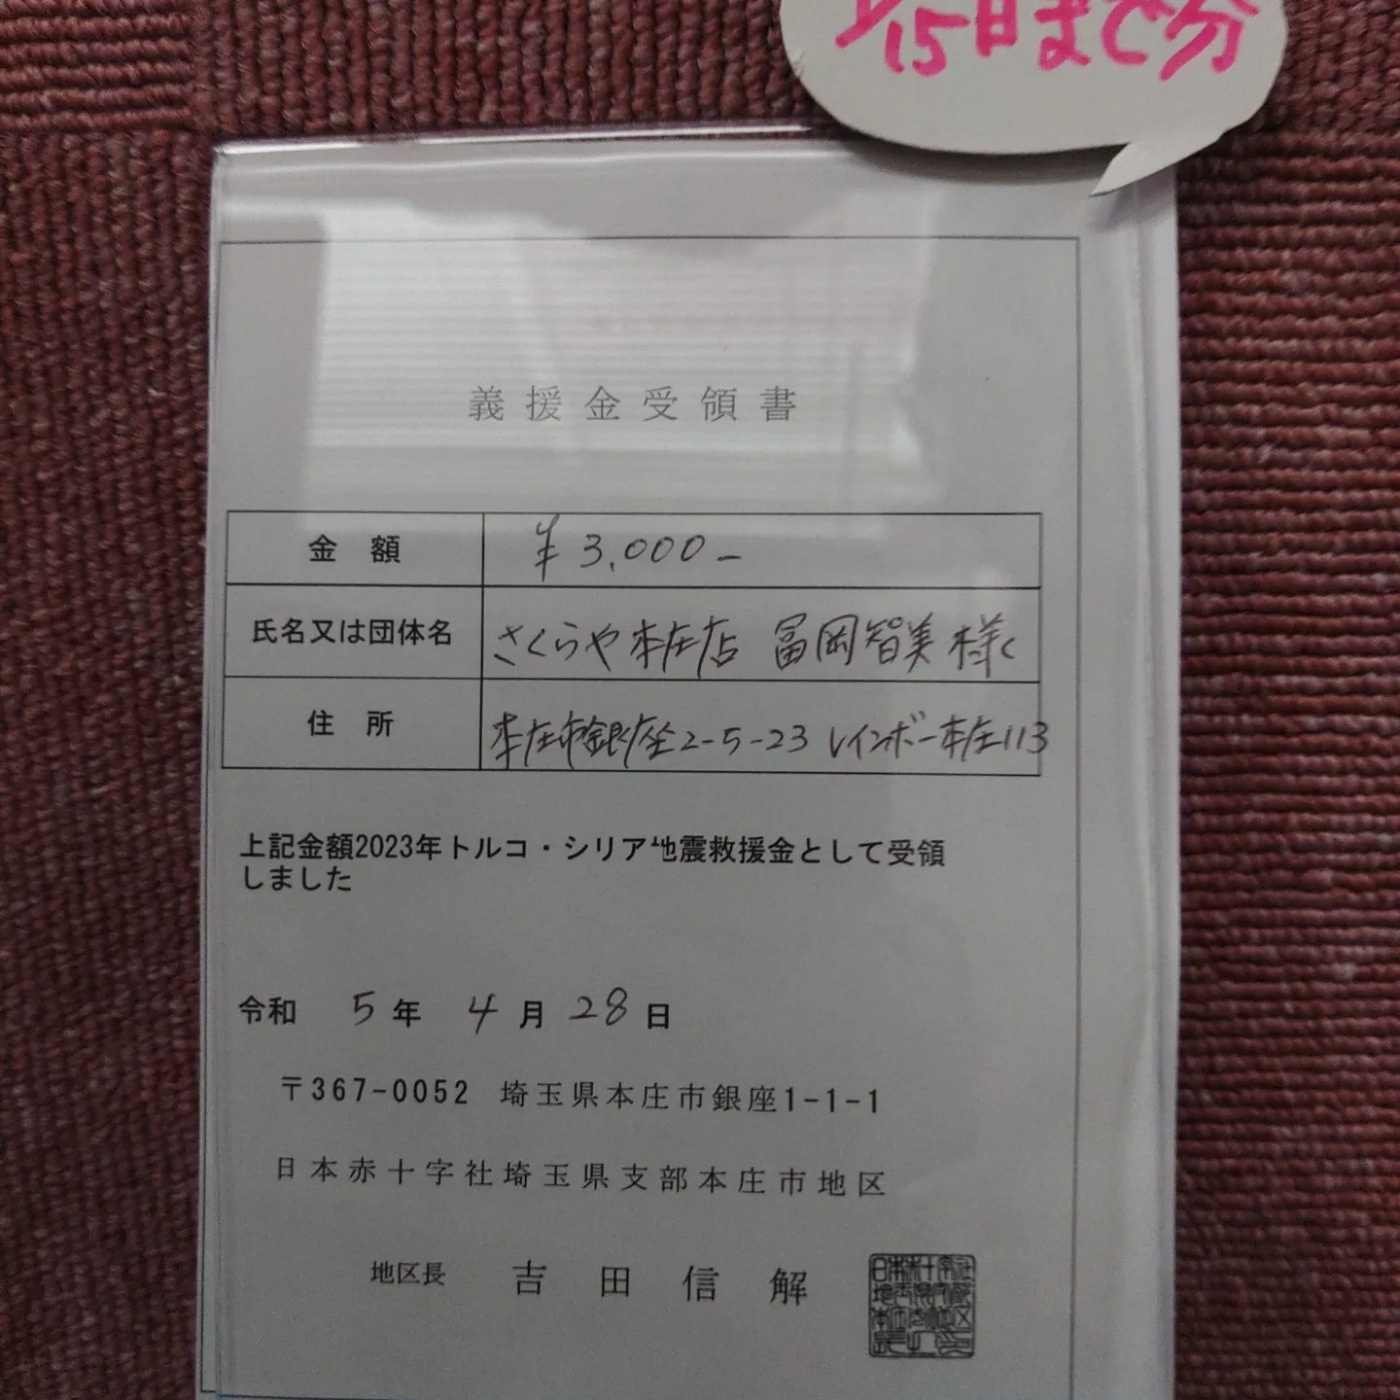 15日まで分
義援金受領書
金 額 ¥3,000-
氏名又は団体名 さくらや本庄店 冨岡智美 様
住 所 本庄市銀座2-5-23 レインボー本庄113
上記金額2023年トルコ・シリア地震救援金として受領
しました
令和 5 年 4 月 28 日
〒367-0052 埼玉県本庄市銀座1-1-1
日本赤十字社埼玉県支部本庄市地区
地区長 吉田信解